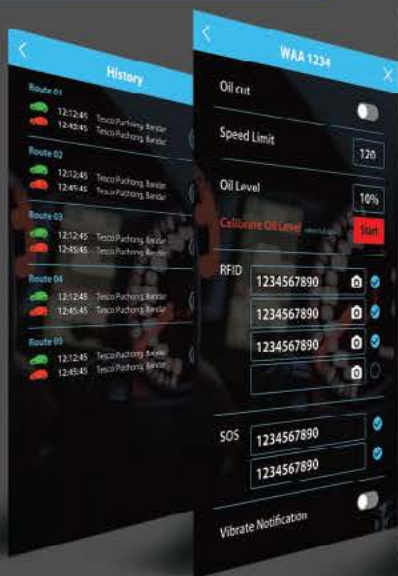 History
Route 01
12:12:45 Tesco Puchong, Bandar
12:45:45 Tesco Puchong, Bandar
Route 02
12:12:45 Tesco Puchong, Bandar
12:45:45 Tesco Puchong, Bandar
Route 03
12:12:45 Tesco Puchong, Bandar
12:45:45 Tesco Puchong, Bandar
Route 04
12:12:45 Tesco Puchong, Bandar
12:45:45 Tesco Puchong, Bandar
Route 05
12:12:45 Tesco Puchong, Bandar
12:45:45 Tesco Puchong, Bandar
WAA 1234
Oil cut
Speed Limit 120
Oil Level 10%
Calibrate Oil Level Start
RFID 1234567890
1234567890
1234567890
SOS 1234567890
1234567890
Vibrate Notification